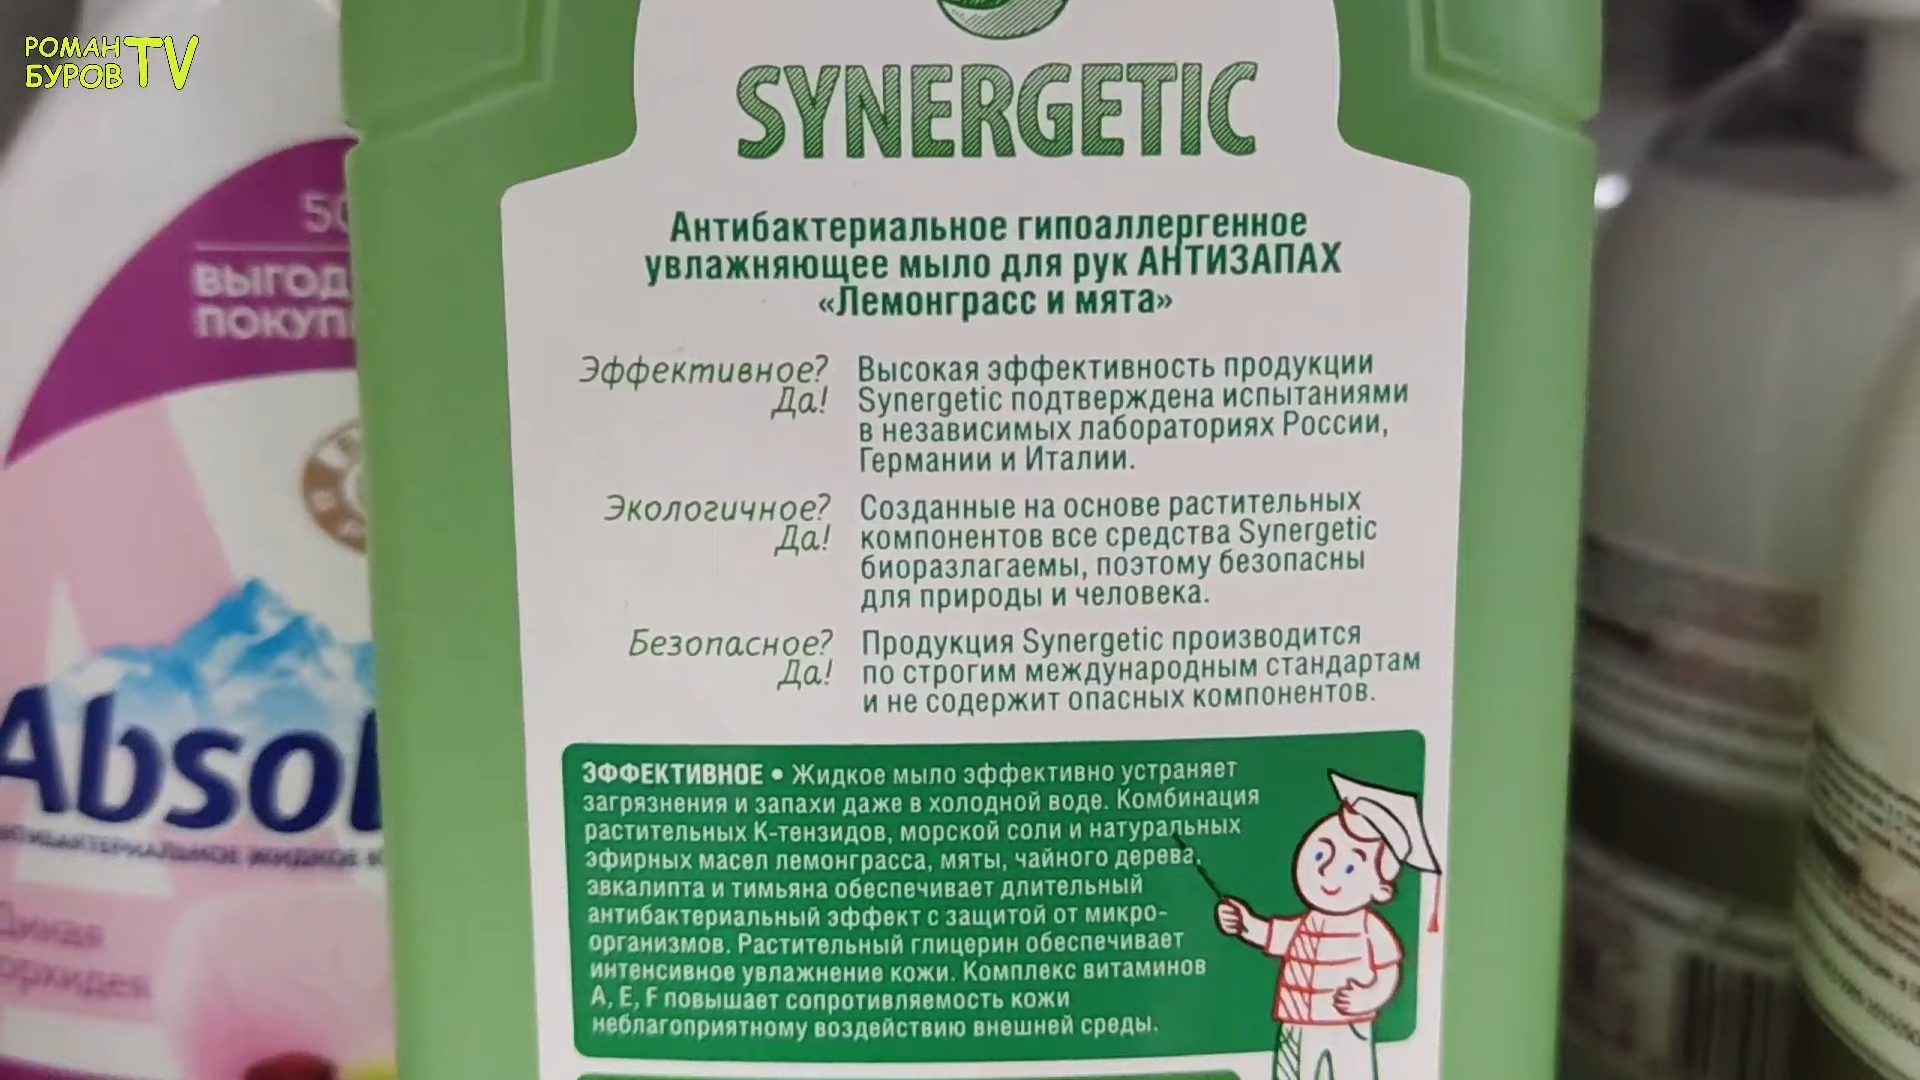 РОМАН
БУРОВ TV
SYNERGETIC
Антибактериальное гипоаллергенное
увлажняющее мыло для рук АНТИЗАПАХ
«Лемонграсс и мята»
Эффективное?
Да!
Высокая эффективность продукции
Synergetic подтверждена испытаниями
в независимых лабораториях России,
Германии и Италии.
Экологичное?
Да!
Созданные на основе растительных
компонентов все средства Synergetic
биоразлагаемы, поэтому безопасны
для природы и человека.
Безопасное?
Да!
Продукция Synergetic производится
по строгим международным стандартам
и не содержит опасных компонентов.
ЭФФЕКТИВНОЕ • Жидкое мыло эффективно устраняет
загрязнения и запахи даже в холодной воде. Комбинация
растительных К-тензидов, морской соли и натуральных
эфирных масел лемонграсса, мяты, чайного дерева,
эвкалипта и тимьяна обеспечивает длительный
антибактериальный эффект с защитой от микро-
организмов. Растительный глицерин обеспечивает
интенсивное увлажнение кожи. Комплекс витаминов
A, E, F повышает сопротивляемость кожи
неблагоприятному воздействию внешней среды.
50
ВЫГОД
ПОКУП
Absol
Дикая
орхидея